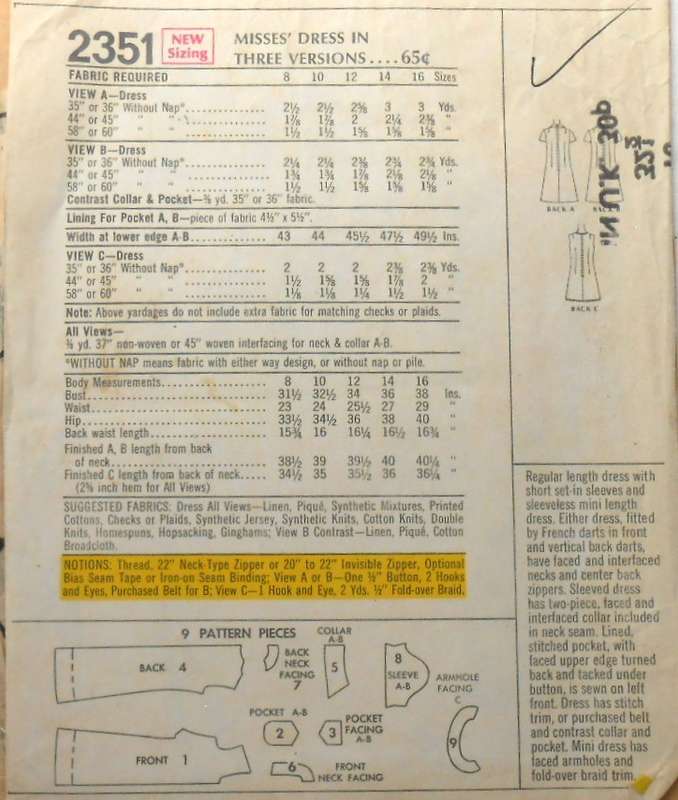 2351 NEW Sizing MISSES' DRESS IN
THREE VERSIONS....65¢
FABRIC REQUIRED 8 10 12 14 16 Sizes
VIEW A—Dress
35" or 36" Without Nap* 2½ 2½ 2⅝ 3 3 Yds.
44" or 45" " " 1⅞ 1⅞ 2 2¼ 2⅜ "
58" or 60" " " 1½ 1½ 1⅝ 1⅝ 1⅝ "
VIEW B—Dress
35" or 36" Without Nap* 2¼ 2¼ 2⅜ 2¾ 2¾ Yds.
44" or 45" " " 1¾ 1¾ 1⅞ 2⅛ 2⅛ "
58" or 60" " " 1½ 1½ 1⅝ 1⅝ 1⅝ "
Contrast Collar & Pocket—⅜ yd. 35" or 36" fabric.
Lining For Pocket A, B—piece of fabric 4½" x 5½".
Width at lower edge A-B 43 44 45½ 47½ 49½ Ins.
VIEW C—Dress
35" or 36" Without Nap* 2 2 2 2⅜ 2⅜ Yds.
44" or 45" " " 1½ 1⅝ 1⅝ 1⅞ 2 "
58" or 60" " " 1⅛ 1⅛ 1¼ 1½ 1½ "
Note: Above yardages do not include extra fabric for matching checks or plaids.
All Views—
⅜ yd. 37" non-woven or 45" woven interfacing for neck & collar A-B.
*WITHOUT NAP means fabric with either way design, or without nap or pile.
Body Measurements 8 10 12 14 16
Bust 31½ 32½ 34 36 38 Ins.
Waist 23 24 25½ 27 29 "
Hip 33½ 34½ 36 38 40 "
Back waist length 15¾ 16 16¼ 16½ 16¾ "
Finished A, B length from back
of neck 38½ 39 39½ 40 40¼ "
Finished C length from back of neck 34½ 35 35½ 36 36¼ "
(2⅝ inch hem for All Views)
SUGGESTED FABRICS: Dress All Views—Linen, Piqué, Synthetic Mixtures, Printed
Cottons, Checks or Plaids, Synthetic Jersey, Synthetic Knits, Cotton Knits, Double
Knits, Homespuns, Hopsacking, Ginghams; View B Contrast—Linen, Piqué, Cotton
Broadcloth.
NOTIONS: Thread, 22" Neck-Type Zipper or 20" to 22" Invisible Zipper, Optional
Bias Seam Tape or Iron-on Seam Binding; View A or B—One ½" Button, 2 Hooks
and Eyes, Purchased Belt for B; View C—1 Hook and Eye, 2 Yds. ½" Fold-over Braid.
9 PATTERN PIECES
BACK 4
BACK
NECK
FACING
7
COLLAR
A-B
5
8
SLEEVE
A-B
ARMHOLE
FACING
C
9
POCKET A-B
2
3
POCKET
FACING
A-B
FRONT 1
6
FRONT
NECK FACING
BACK A
BACK B
BACK C
Regular length dress with
short set-in sleeves and
sleeveless mini length
dress. Either dress, fitted
by French darts in front
and vertical back darts,
have faced and interfaced
necks and center back
zippers. Sleeved dress
has two-piece, faced and
interfaced collar included
in neck seam. Lined,
stitched pocket, with
faced upper edge turned
back and tacked under
button, is sewn on left
front. Dress has stitch
trim, or purchased belt
and contrast collar and
pocket. Mini dress has
faced armholes and
fold-over braid trim.